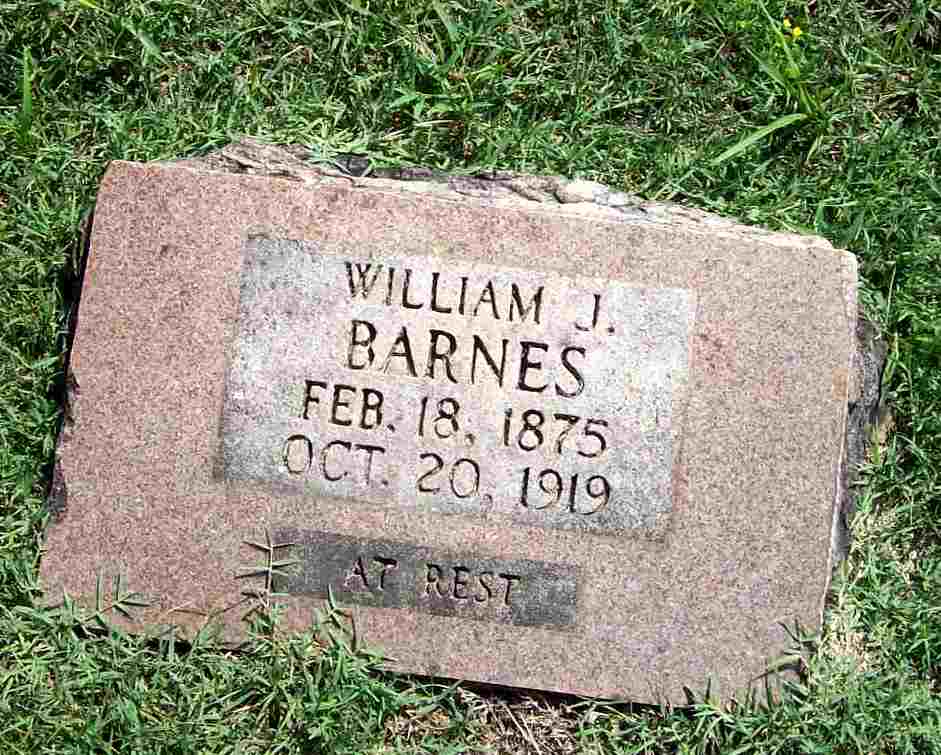 WILLIAM J.
BARNES
FEB. 18, 1875
OCT. 20, 1919
AT REST